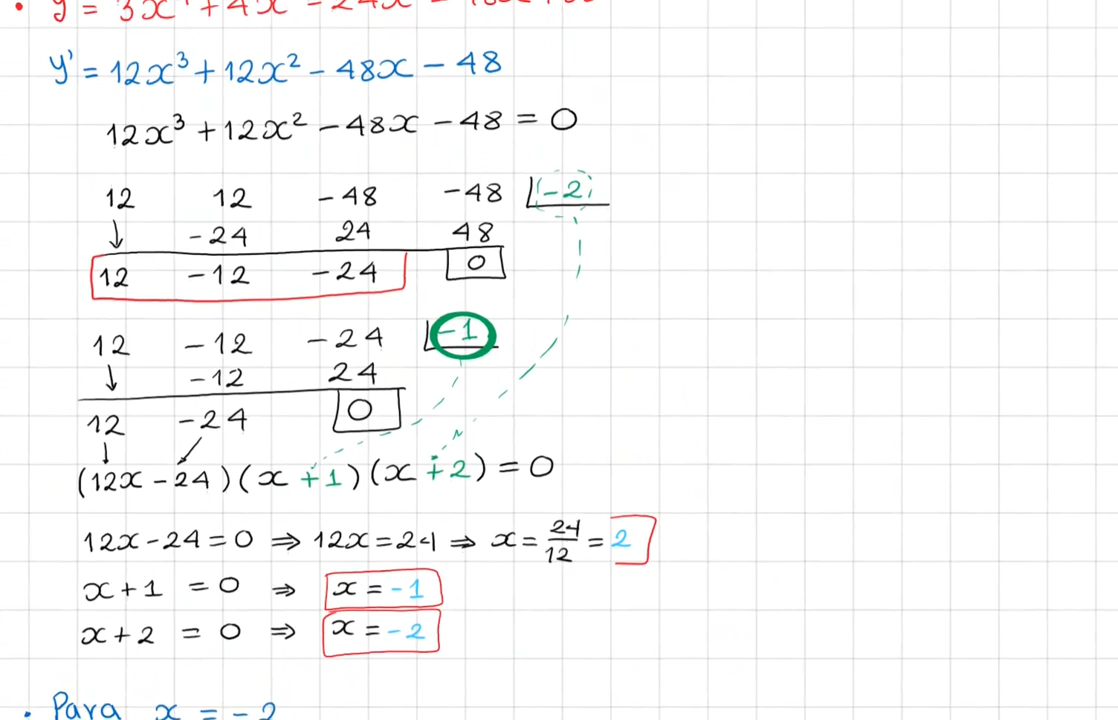 y = 3x⁴ + 4x
y' = 12x³ + 12x² - 48x - 48
12x³ + 12x² - 48x - 48 = 0
12 12 -48 -48 |-2
↓ -24 24 48
12 -12 -24 0
12 -12 -24 |-1
↓ -12 24
12 -24 0
(12x - 24)(x + 1)(x + 2) = 0
12x - 24 = 0 ⇒ 12x = 24 ⇒ x = 24/12 = 2
x + 1 = 0 ⇒ x = -1
x + 2 = 0 ⇒ x = -2
• Para x = -2